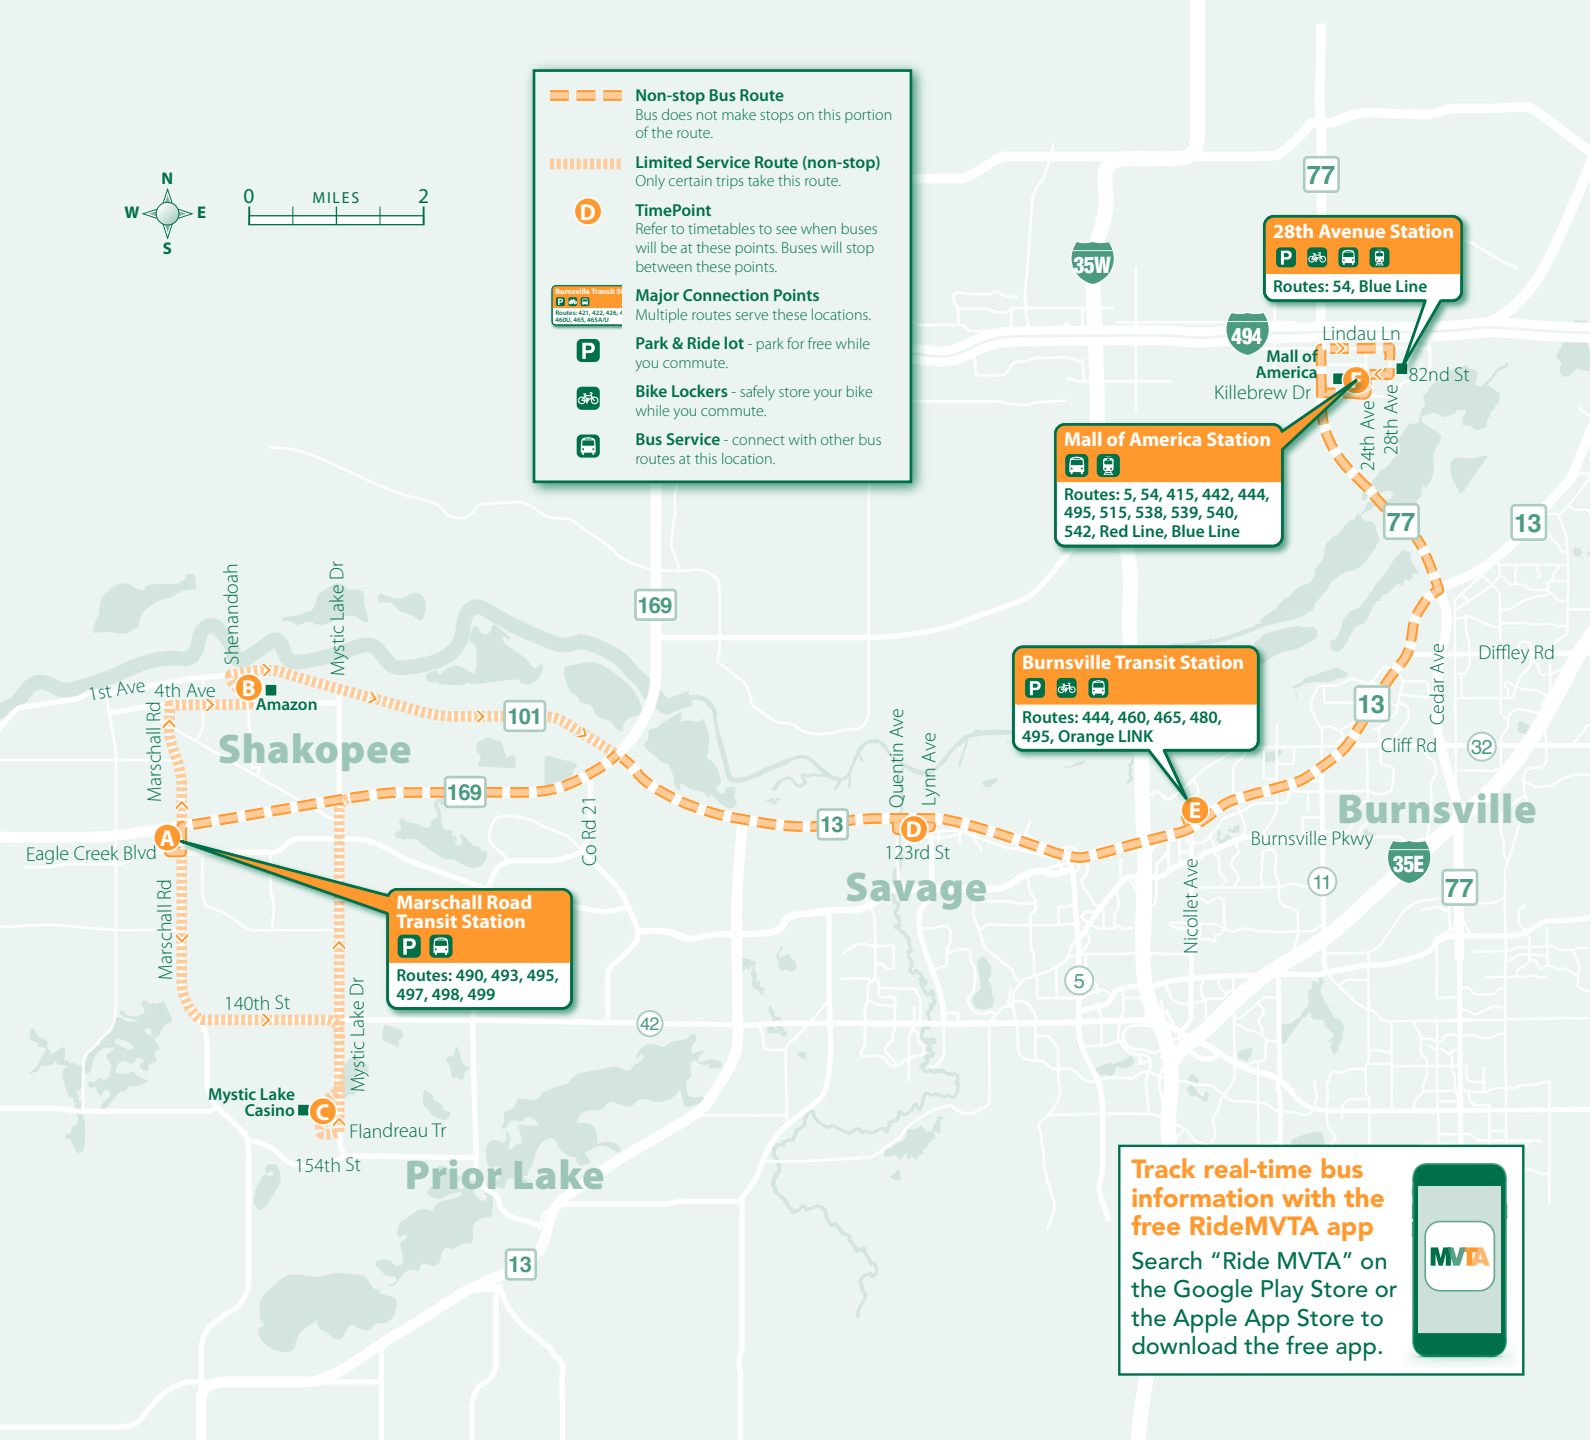 Non-stop Bus Route
Bus does not make stops on this portion
of the route.
Limited Service Route (non-stop)
Only certain trips take this route.
D
TimePoint
Refer to timetables to see when buses
will be at these points. Buses will stop
between these points.
Burnsville Transit S
P
Routes: 421, 422, 426, 4
460U, 465, 465A/U
Major Connection Points
Multiple routes serve these locations.
P
Park & Ride lot - park for free while
you commute.
Bike Lockers - safely store your bike
while you commute.
Bus Service - connect with other bus
routes at this location.
N
W E
S
0 MILES 2
77
35W
28th Avenue Station
P
Routes: 54, Blue Line
494
Lindau Ln
Mall of
America
F
82nd St
Killebrew Dr
24th Ave
28th Ave
Mall of America Station
Routes: 5, 54, 415, 442, 444,
495, 515, 538, 539, 540,
542, Red Line, Blue Line
77
13
169
Shenandoah
Mystic Lake Dr
Diffley Rd
Cedar Ave
Burnsville Transit Station
P
Routes: 444, 460, 465, 480,
495, Orange LINK
13
Cliff Rd
32
1st Ave
4th Ave
B
Amazon
Marschall Rd
101
Shakopee
169
Quentin Ave
Lynn Ave
13
D
123rd St
Savage
E
Burnsville
Burnsville Pkwy
35E
11
77
Nicollet Ave
5
Co Rd 21
A
Eagle Creek Blvd
Marschall Rd
Marschall Road
Transit Station
P
Routes: 490, 493, 495,
497, 498, 499
140th St
Mystic Lake Dr
42
Mystic Lake
Casino
C
Flandreau Tr
154th St
Prior Lake
13
Track real-time bus
information with the
free RideMVTA app
Search “Ride MVTA” on
the Google Play Store or
the Apple App Store to
download the free app.
MVTA